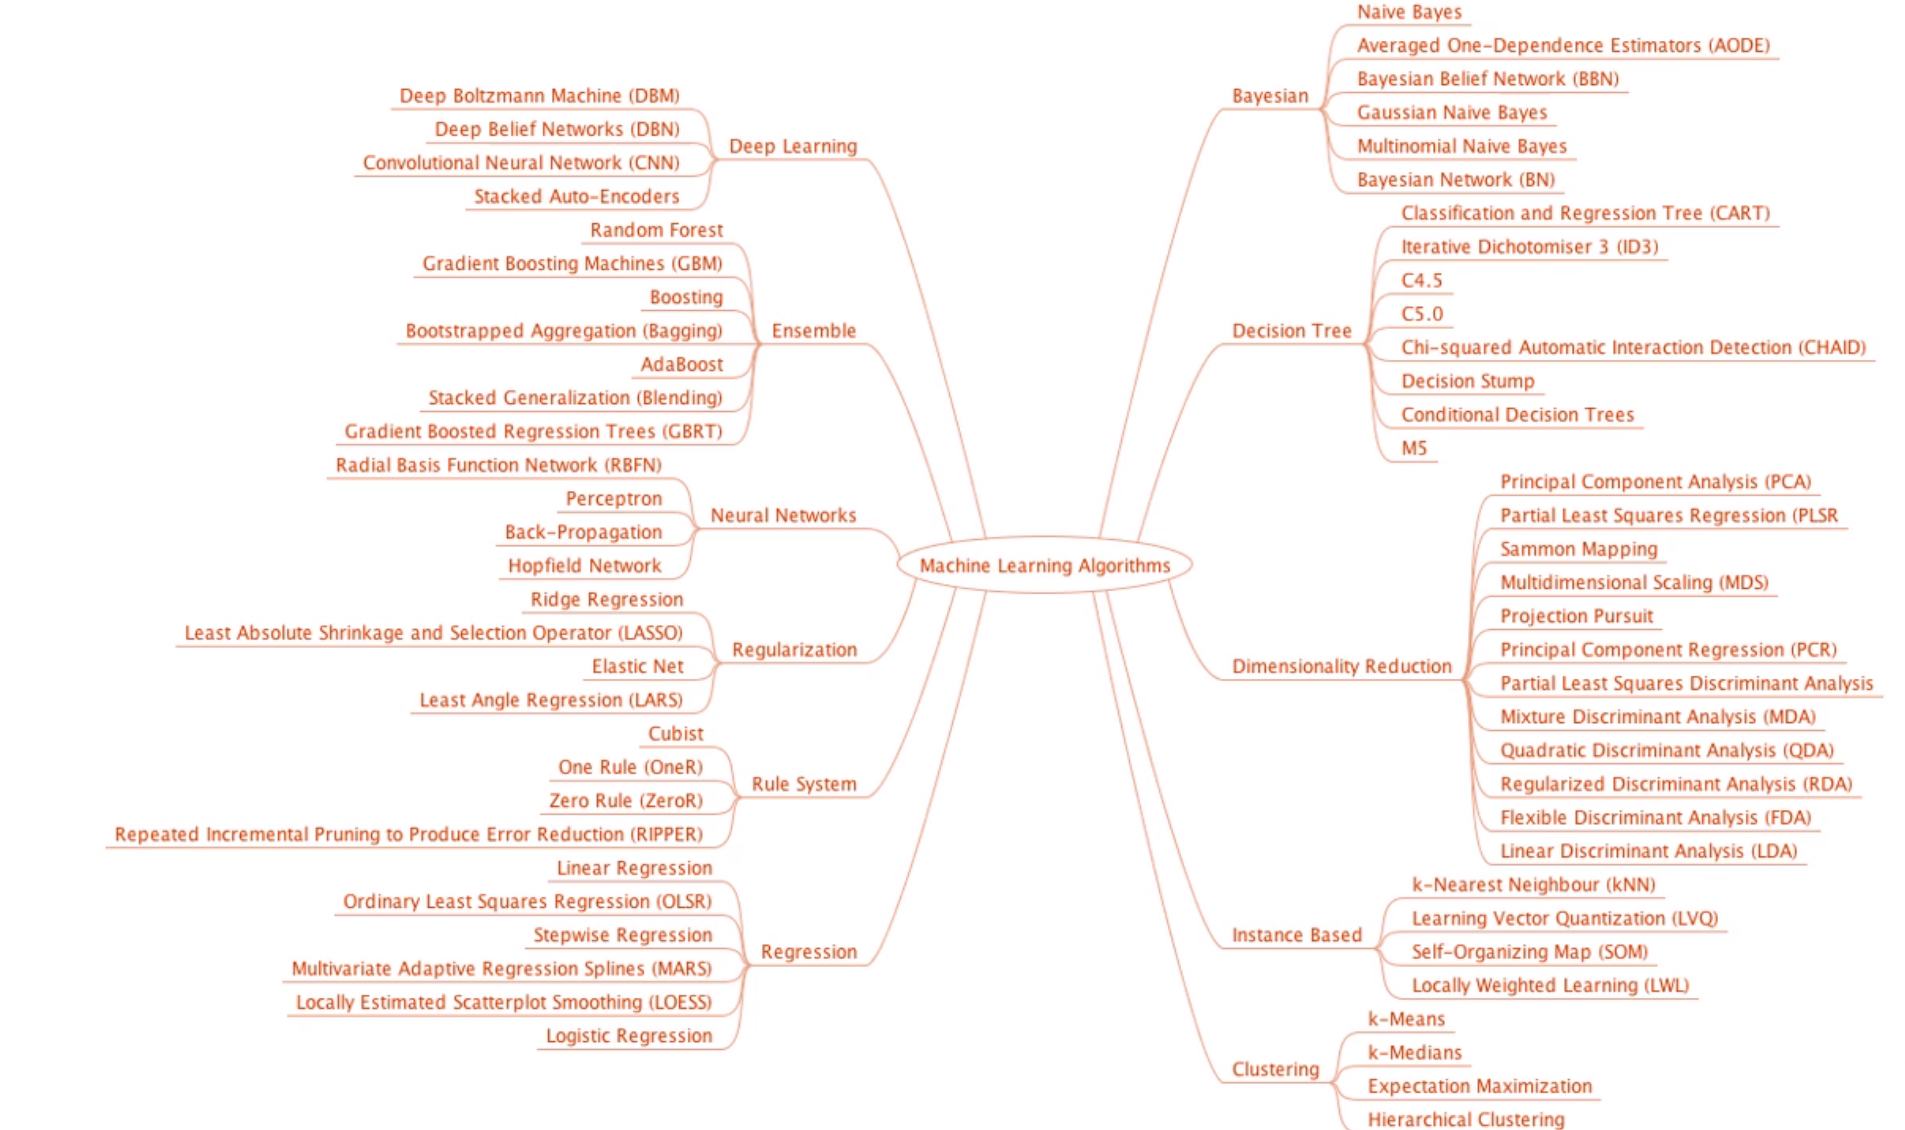 Machine Learning Algorithms
Deep Learning
Deep Boltzmann Machine (DBM)
Deep Belief Networks (DBN)
Convolutional Neural Network (CNN)
Stacked Auto-Encoders
Ensemble
Random Forest
Gradient Boosting Machines (GBM)
Boosting
Bootstrapped Aggregation (Bagging)
AdaBoost
Stacked Generalization (Blending)
Gradient Boosted Regression Trees (GBRT)
Neural Networks
Radial Basis Function Network (RBFN)
Perceptron
Back-Propagation
Hopfield Network
Regularization
Ridge Regression
Least Absolute Shrinkage and Selection Operator (LASSO)
Elastic Net
Least Angle Regression (LARS)
Rule System
Cubist
One Rule (OneR)
Zero Rule (ZeroR)
Repeated Incremental Pruning to Produce Error Reduction (RIPPER)
Regression
Linear Regression
Ordinary Least Squares Regression (OLSR)
Stepwise Regression
Multivariate Adaptive Regression Splines (MARS)
Locally Estimated Scatterplot Smoothing (LOESS)
Logistic Regression
Bayesian
Naive Bayes
Averaged One-Dependence Estimators (AODE)
Bayesian Belief Network (BBN)
Gaussian Naive Bayes
Multinomial Naive Bayes
Bayesian Network (BN)
Decision Tree
Classification and Regression Tree (CART)
Iterative Dichotomiser 3 (ID3)
C4.5
C5.0
Chi-squared Automatic Interaction Detection (CHAID)
Decision Stump
Conditional Decision Trees
M5
Dimensionality Reduction
Principal Component Analysis (PCA)
Partial Least Squares Regression (PLSR
Sammon Mapping
Multidimensional Scaling (MDS)
Projection Pursuit
Principal Component Regression (PCR)
Partial Least Squares Discriminant Analysis
Mixture Discriminant Analysis (MDA)
Quadratic Discriminant Analysis (QDA)
Regularized Discriminant Analysis (RDA)
Flexible Discriminant Analysis (FDA)
Linear Discriminant Analysis (LDA)
Instance Based
k-Nearest Neighbour (kNN)
Learning Vector Quantization (LVQ)
Self-Organizing Map (SOM)
Locally Weighted Learning (LWL)
Clustering
k-Means
k-Medians
Expectation Maximization
Hierarchical Clustering